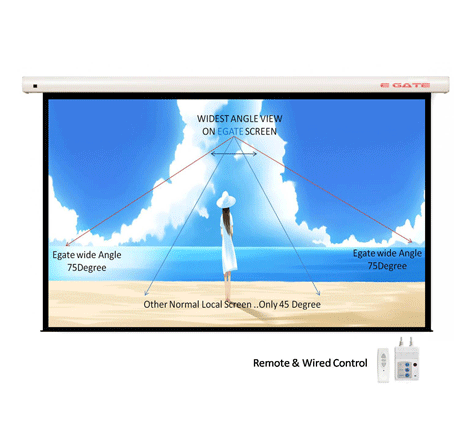 E GATE
WIDEST ANGLE VIEW
ON EGATE SCREEN
Egate wide Angle
75Degree
Egate wide Angle
75Degree
Other Normal Local Screen ..Only 45 Degree
Remote & Wired Control